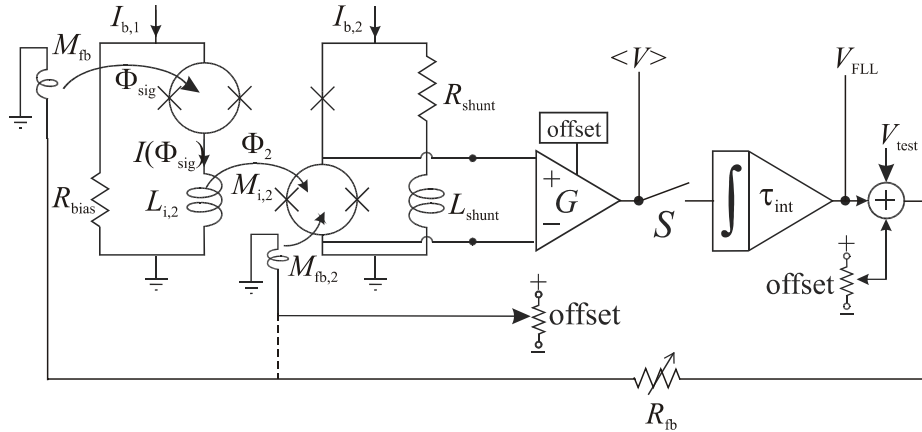 I_b,1
I_b,2
M_fb
Φ_sig
R_shunt
<V>
V_FLL
offset
V_test
I(Φ_sig)
Φ_2
M_i,2
R_bias
L_i,2
L_shunt
+
G
−
S
∫
τ_int
+
M_fb,2
+
offset
−
+
offset
−
R_fb